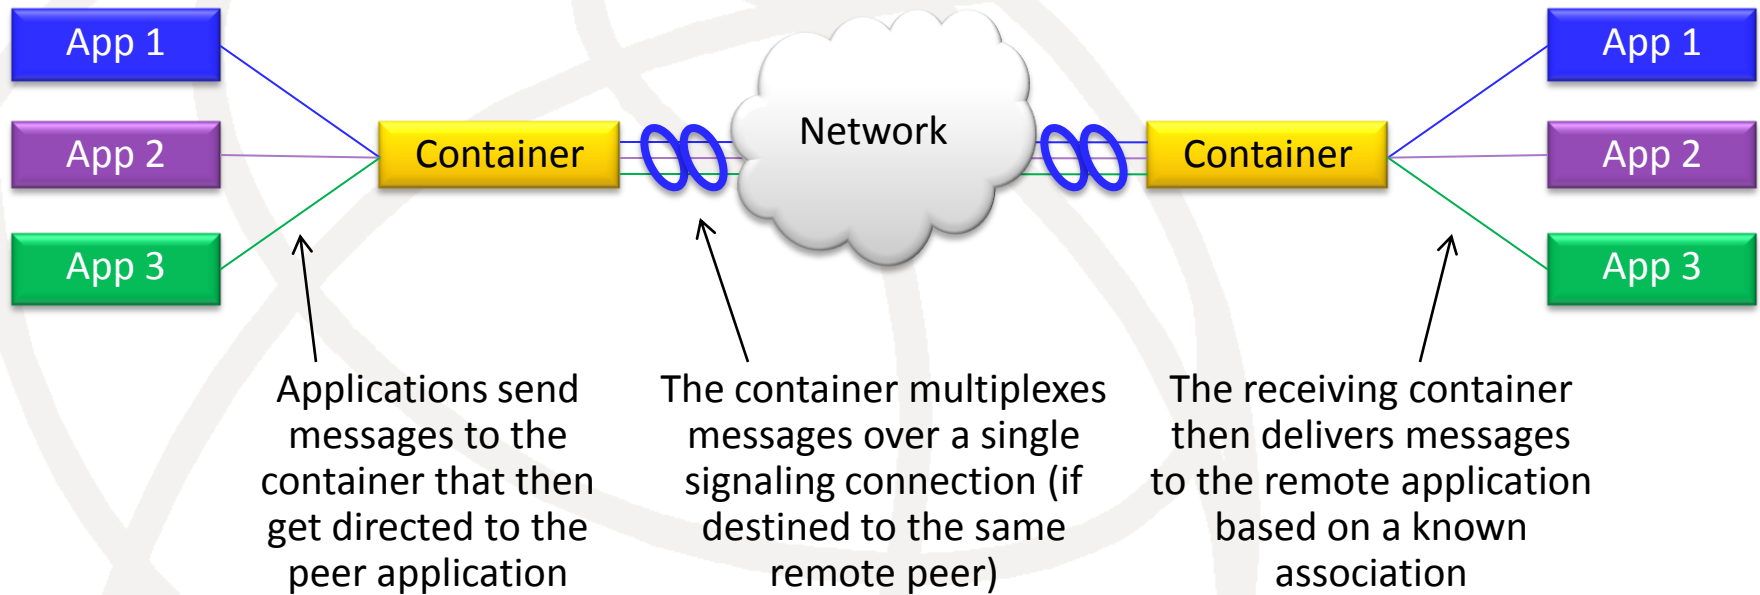 App 1
App 2
App 3
Container
Network
Container
App 1
App 2
App 3
Applications send
messages to the
container that then
get directed to the
peer application
The container multiplexes
messages over a single
signaling connection (if
destined to the same
remote peer)
The receiving container
then delivers messages
to the remote application
based on a known
association